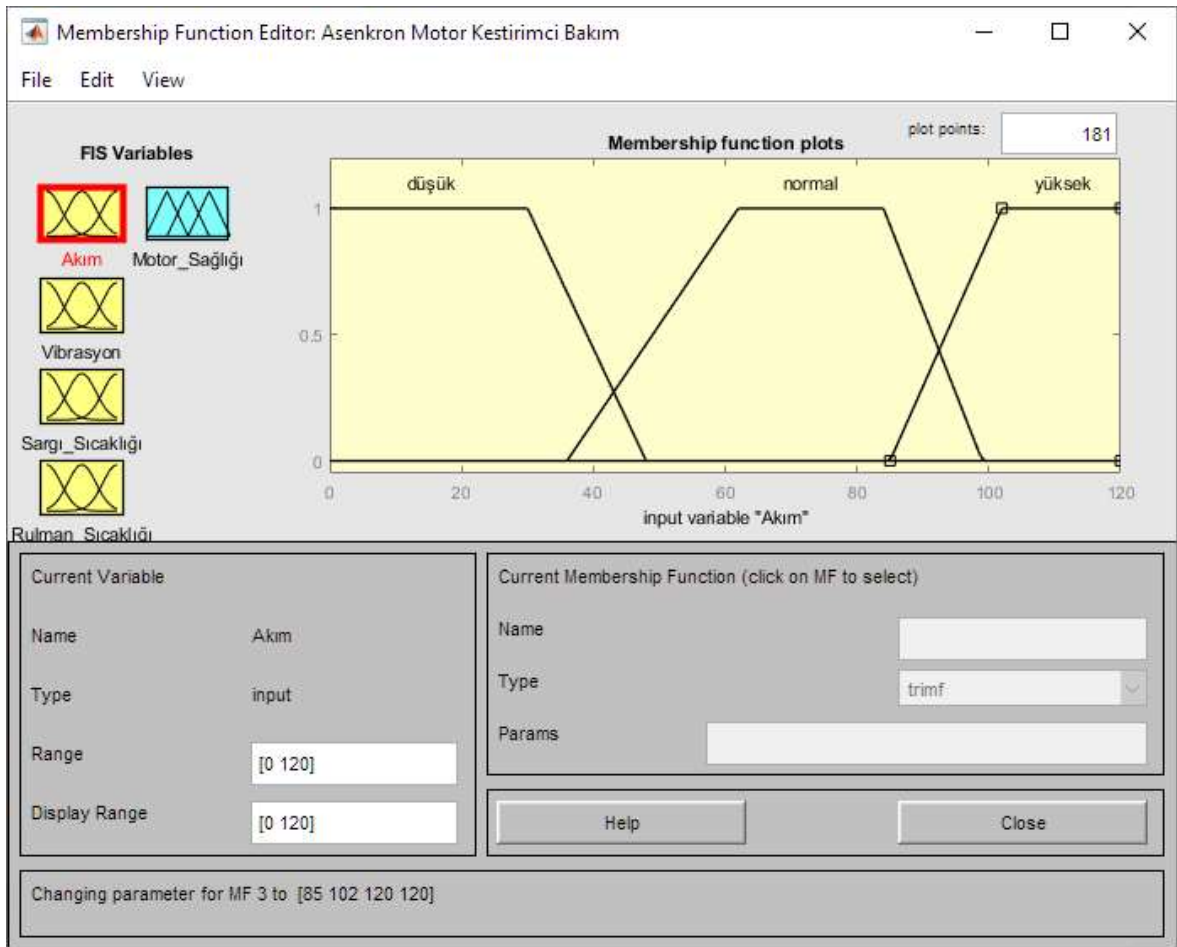 Membership Function Editor: Asenkron Motor Kestirimci Bakım
File Edit View
FIS Variables
Akım Motor_Sağlığı
Vibrasyon
Sargı_Sıcaklığı
Rulman_Sıcaklığı
Membership function plots
plot points: 181
düşük normal yüksek
1
0.5
0
0 20 40 60 80 100 120
input variable "Akım"
Current Variable
Name Akım
Type input
Range [0 120]
Display Range [0 120]
Current Membership Function (click on MF to select)
Name
Type trimf
Params
Help Close
Changing parameter for MF 3 to [85 102 120 120]